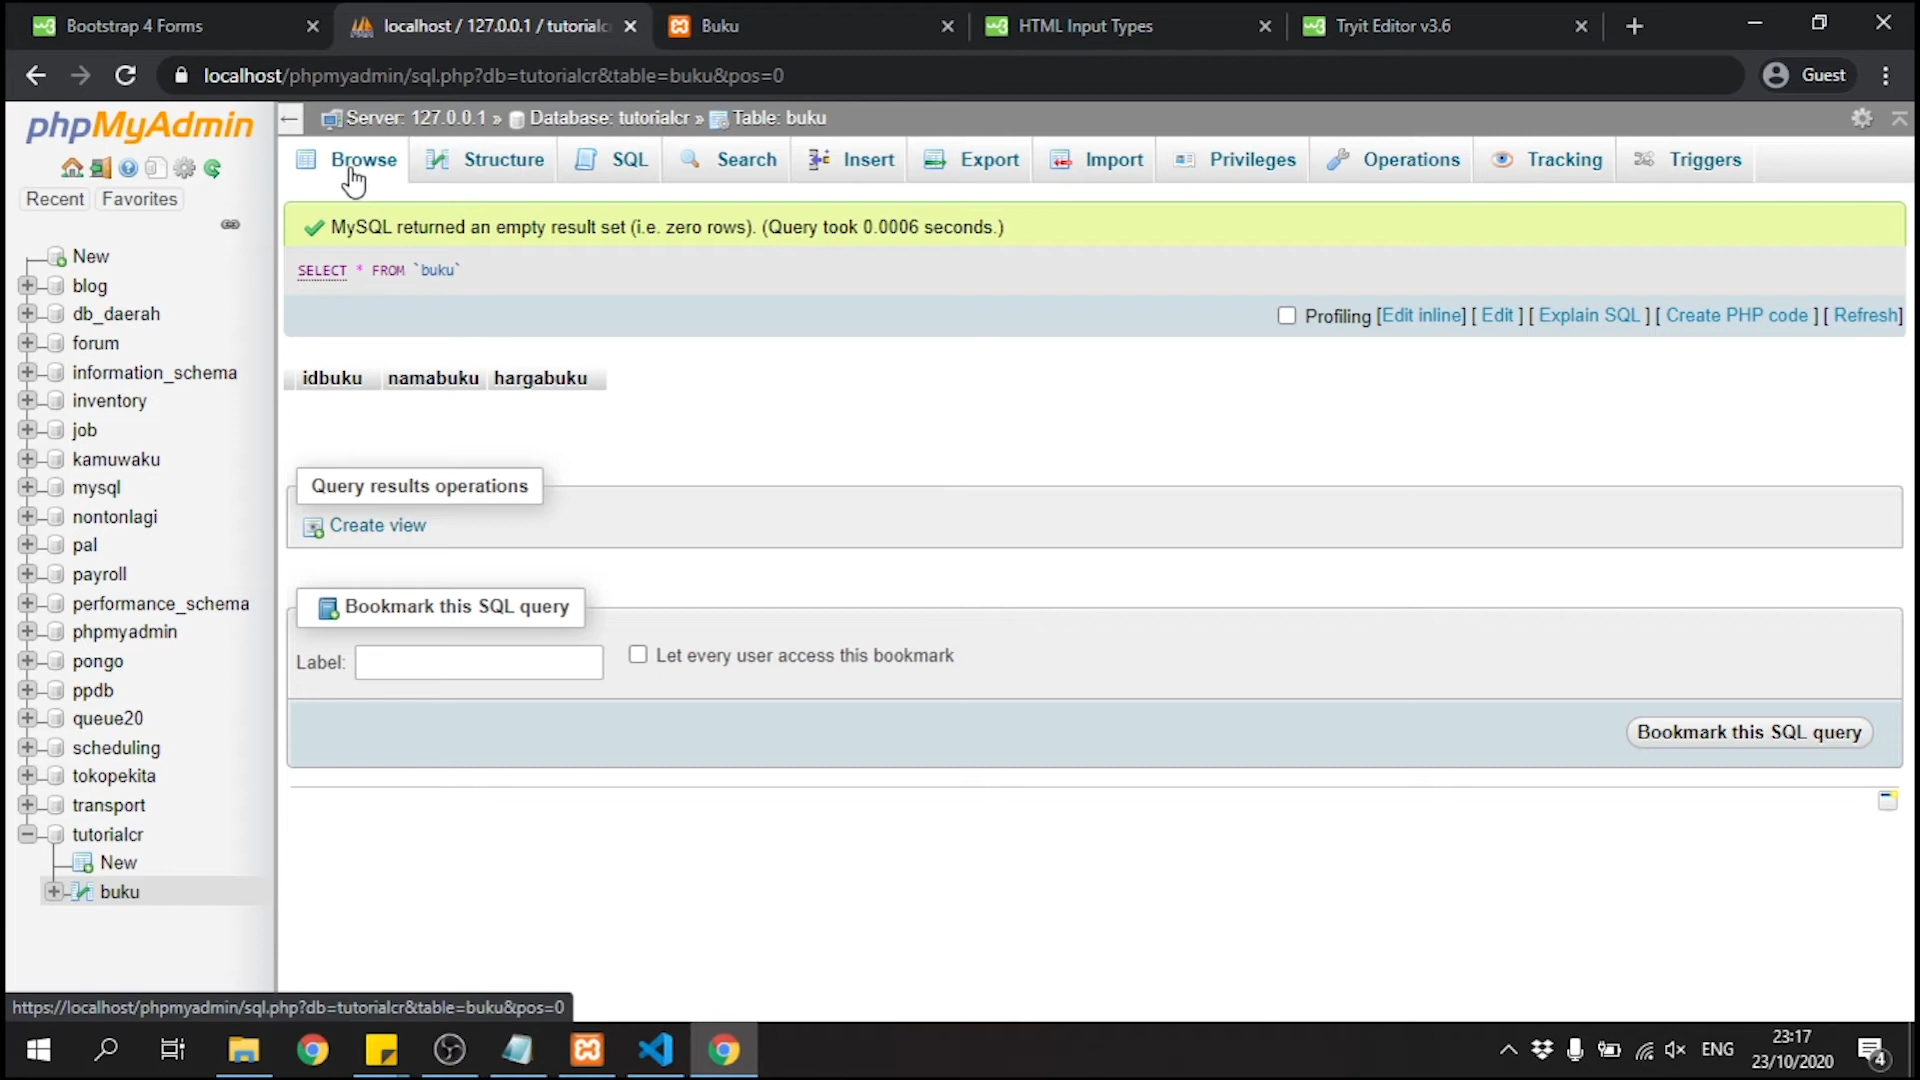 Bootstrap 4 Forms
localhost / 127.0.0.1 / tutorialc
Buku
HTML Input Types
Tryit Editor v3.6
localhost/phpmyadmin/sql.php?db=tutorialcr&table=buku&pos=0
Guest
phpMyAdmin
Recent
Favorites
New
blog
db_daerah
forum
information_schema
inventory
job
kamuwaku
mysql
nontonlagi
pal
payroll
performance_schema
phpmyadmin
pongo
ppdb
queue20
scheduling
tokopekita
transport
tutorialcr
New
buku
Server: 127.0.0.1 » Database: tutorialcr » Table: buku
Browse
Structure
SQL
Search
Insert
Export
Import
Privileges
Operations
Tracking
Triggers
MySQL returned an empty result set (i.e. zero rows). (Query took 0.0006 seconds.)
SELECT * FROM `buku`
Profiling [Edit inline] [ Edit ] [ Explain SQL ] [ Create PHP code ] [ Refresh]
idbuku namabuku hargabuku
Query results operations
Create view
Bookmark this SQL query
Label:
Let every user access this bookmark
Bookmark this SQL query
https://localhost/phpmyadmin/sql.php?db=tutorialcr&table=buku&pos=0
ENG
23:17
23/10/2020
4